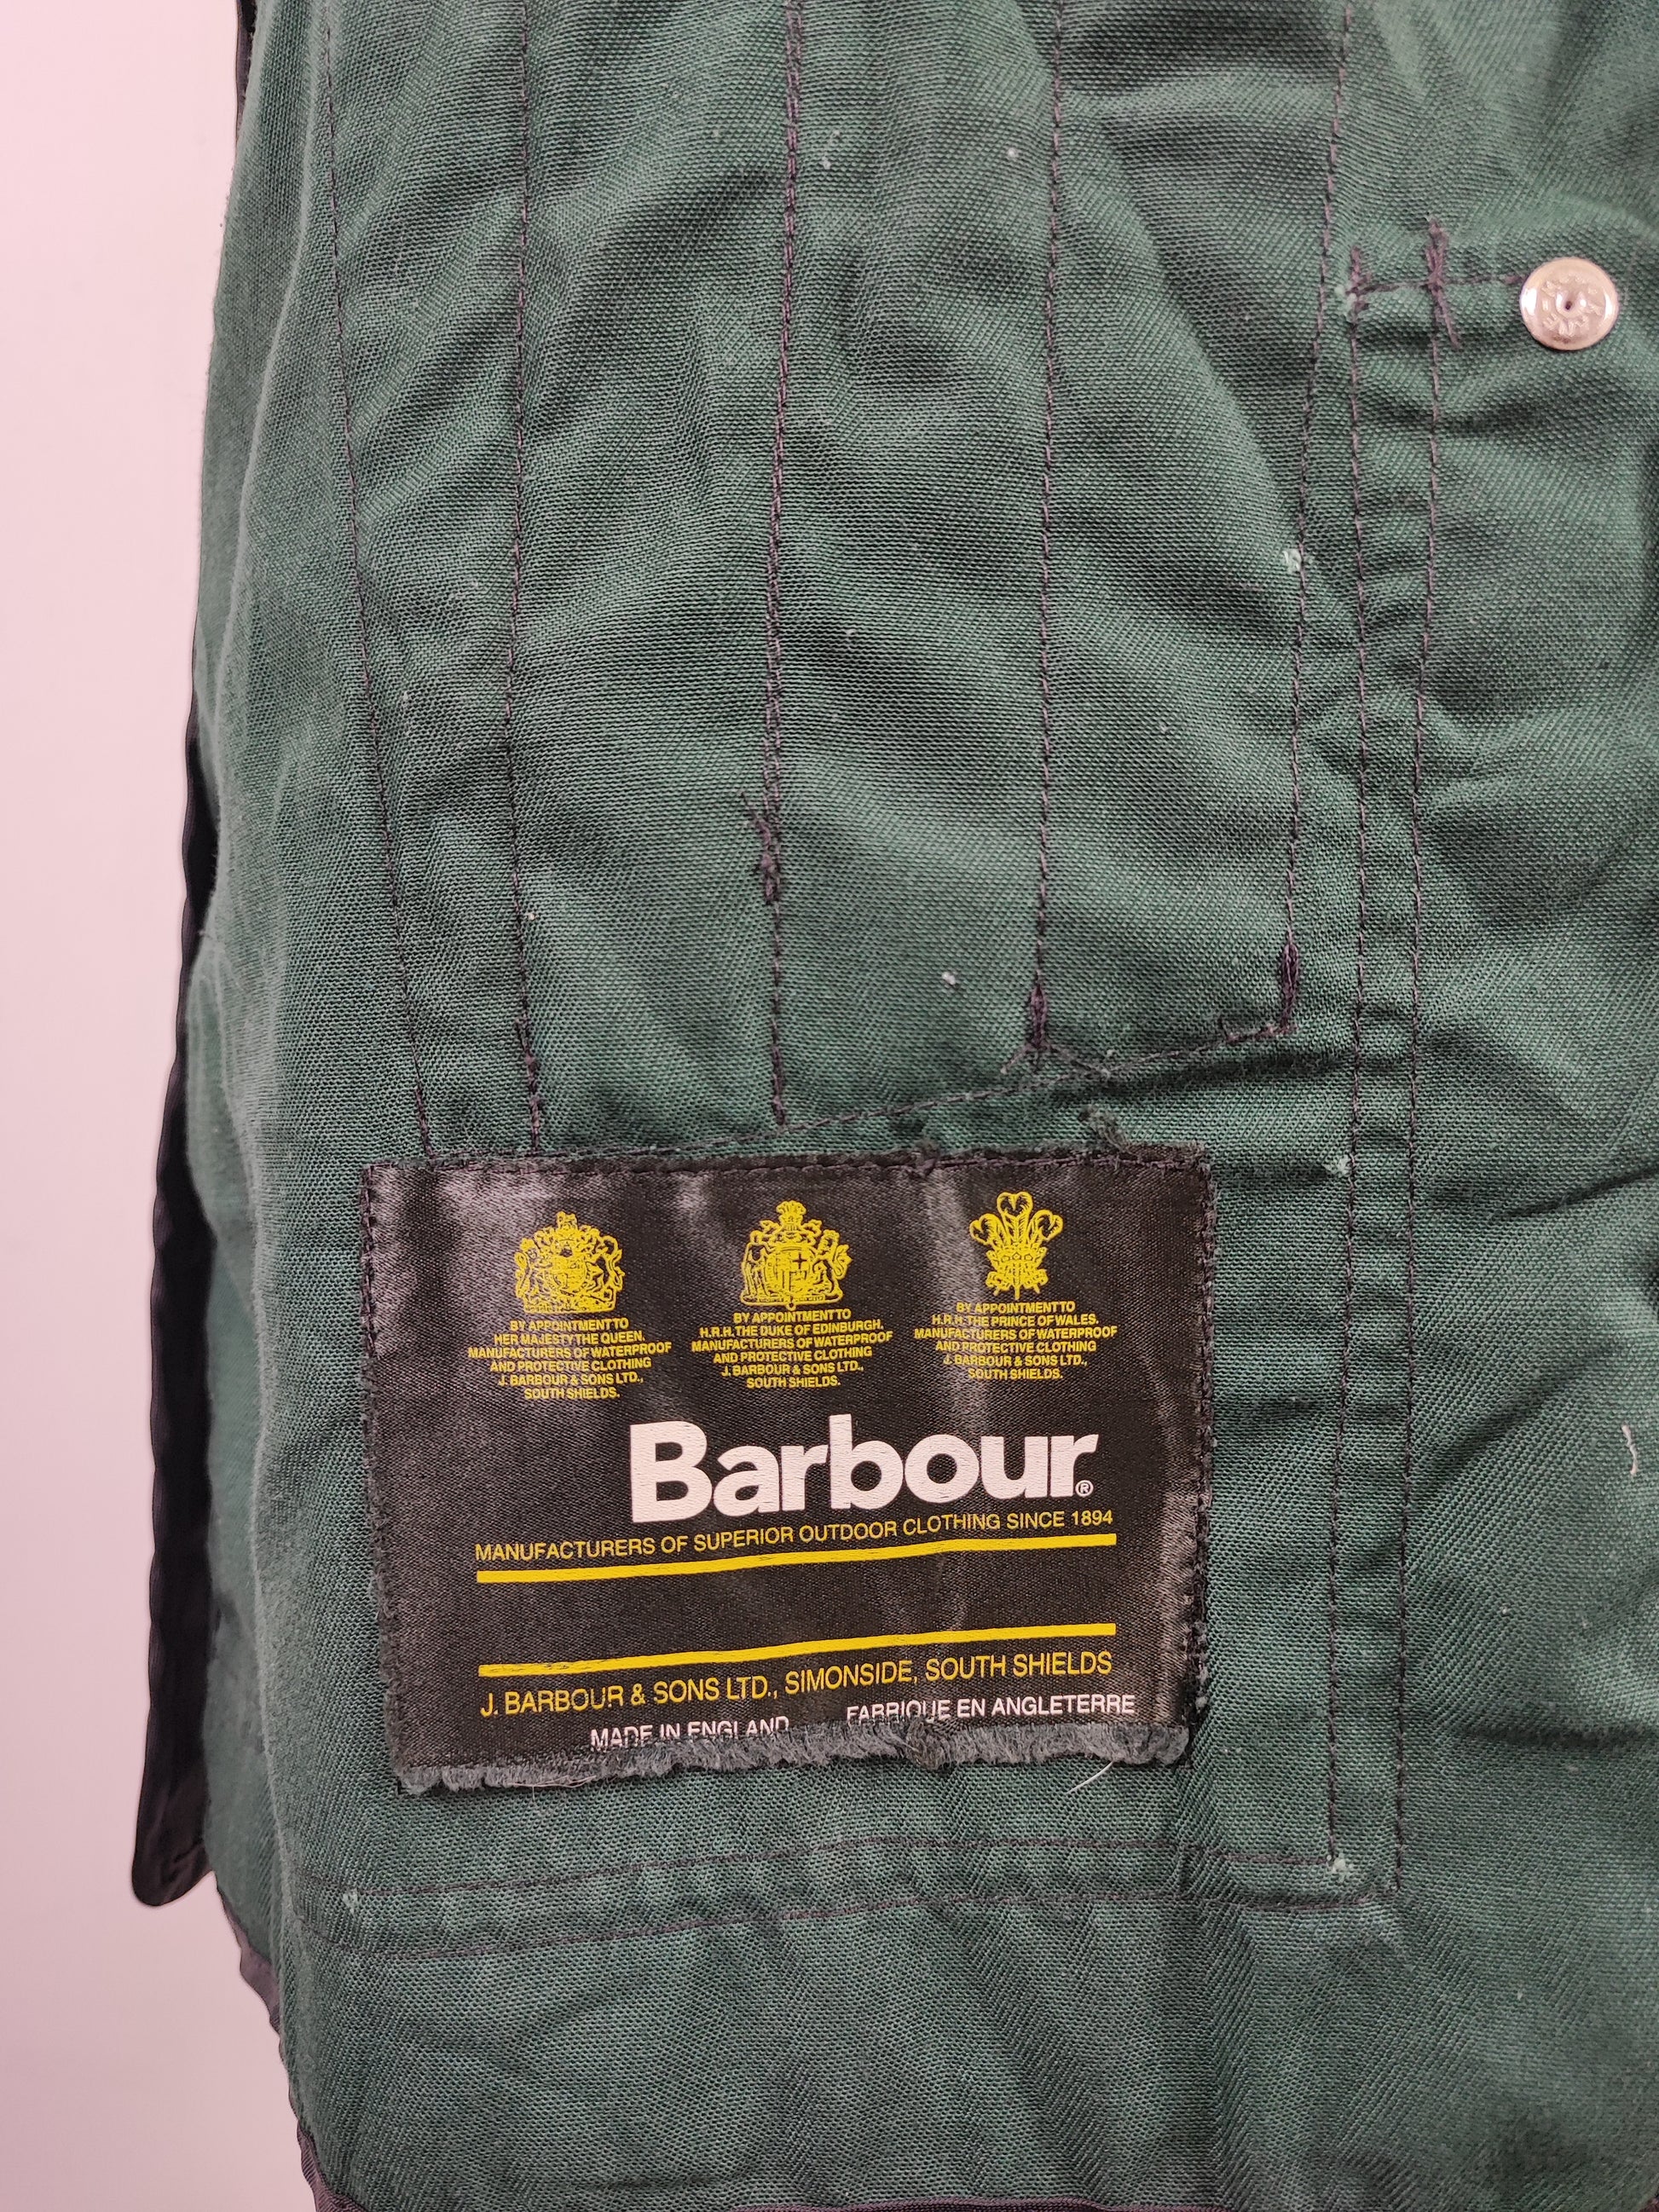 BY APPOINTMENT TO
HER MAJESTY THE QUEEN.
MANUFACTURERS OF WATERPROOF
AND PROTECTIVE CLOTHING
J. BARBOUR & SONS LTD.,
SOUTH SHIELDS.
BY APPOINTMENT TO
H.R.H. THE DUKE OF EDINBURGH.
MANUFACTURERS OF WATERPROOF
AND PROTECTIVE CLOTHING
J. BARBOUR & SONS LTD.,
SOUTH SHIELDS.
BY APPOINTMENT TO
H.R.H. THE PRINCE OF WALES.
MANUFACTURERS OF WATERPROOF
AND PROTECTIVE CLOTHING
J. BARBOUR & SONS LTD.,
SOUTH SHIELDS.
Barbour®
MANUFACTURERS OF SUPERIOR OUTDOOR CLOTHING SINCE 1894
J. BARBOUR & SONS LTD., SIMONSIDE, SOUTH SHIELDS
MADE IN ENGLAND FABRIQUE EN ANGLETERRE